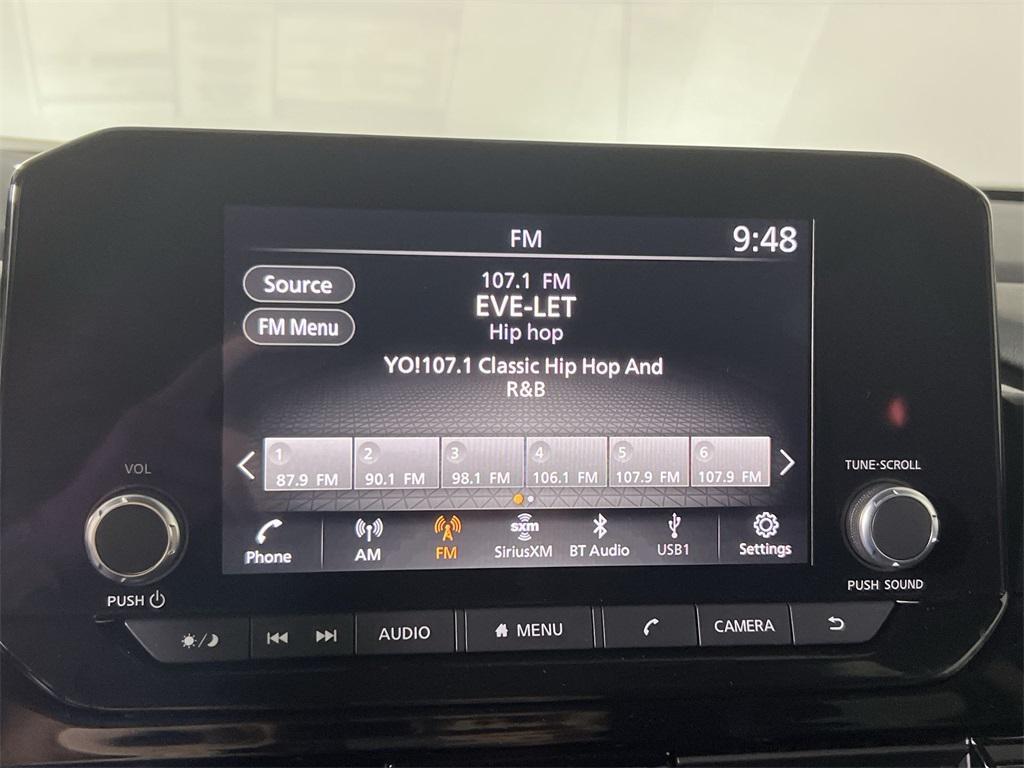 FM
9:48
Source
107.1 FM
EVE-LET
FM Menu
Hip hop
YO!107.1 Classic Hip Hop And
R&B
1 2 3 4 5 6
87.9 FM 90.1 FM 98.1 FM 106.1 FM 107.9 FM 107.9 FM
VOL
TUNE·SCROLL
Phone AM FM sxm SiriusXM BT Audio USB1 Settings
PUSH
PUSH SOUND
AUDIO MENU CAMERA